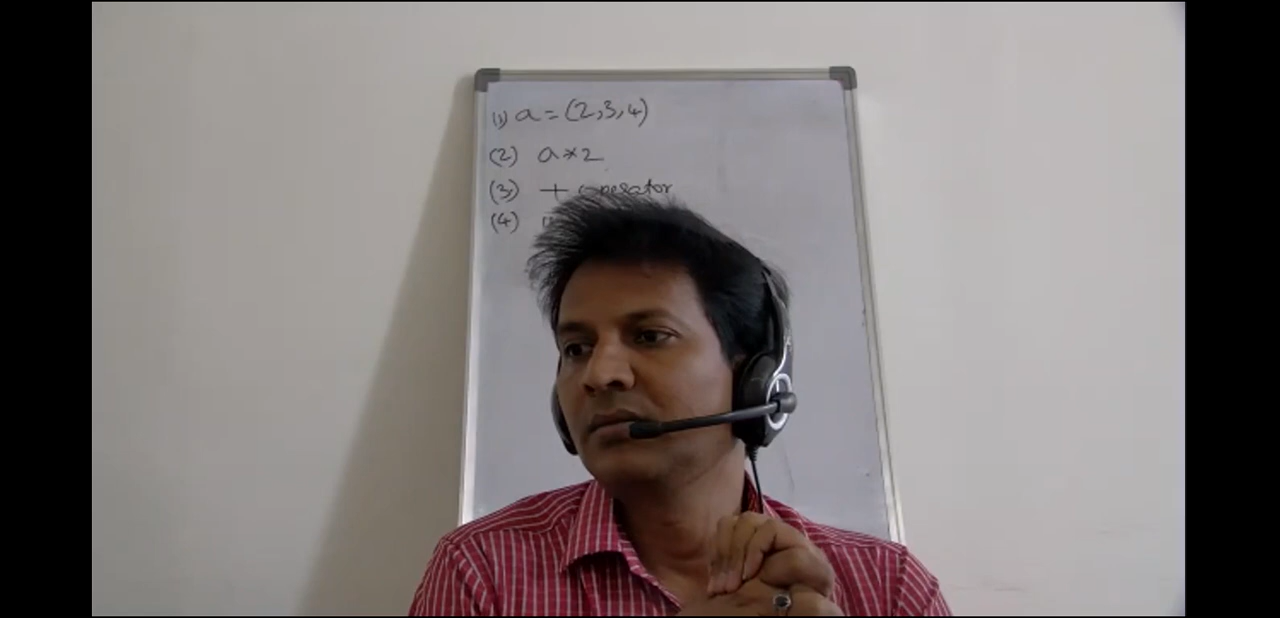 (1) a = (2,3,4)
(2) a*2
(3) + operator
(4)